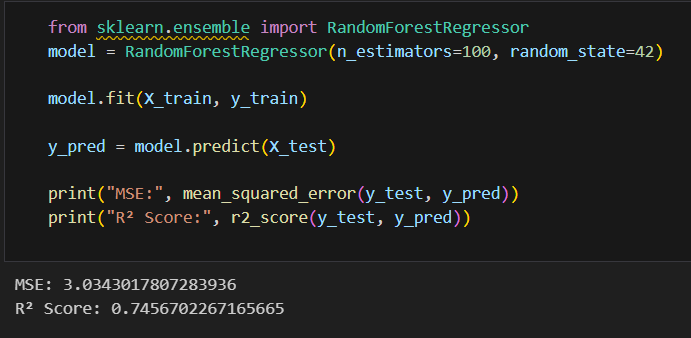 from sklearn.ensemble import RandomForestRegressor
model = RandomForestRegressor(n_estimators=100, random_state=42)
model.fit(X_train, y_train)
y_pred = model.predict(X_test)
print("MSE:", mean_squared_error(y_test, y_pred))
print("R² Score:", r2_score(y_test, y_pred))
MSE: 3.0343017807283936
R² Score: 0.7456702267165665